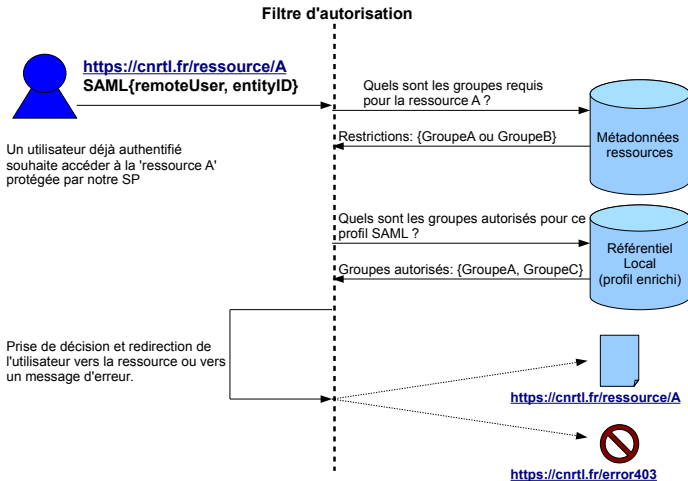 Filtre d'autorisation
https://cnrtl.fr/ressource/A
SAML{remoteUser, entityID}
Un utilisateur déjà authentifié
souhaite accéder à la 'ressource A'
protégée par notre SP
Quels sont les groupes requis
pour la ressource A ?
Restrictions: {GroupeA ou GroupeB}
Métadonnées
ressources
Quels sont les groupes autorisés pour ce
profil SAML ?
Groupes autorisés: {GroupeA, GroupeC}
Référentiel
Local
(profil enrichi)
Prise de décision et redirection de
l'utilisateur vers la ressource ou vers
un message d'erreur.
https://cnrtl.fr/ressource/A
https://cnrtl.fr/error403